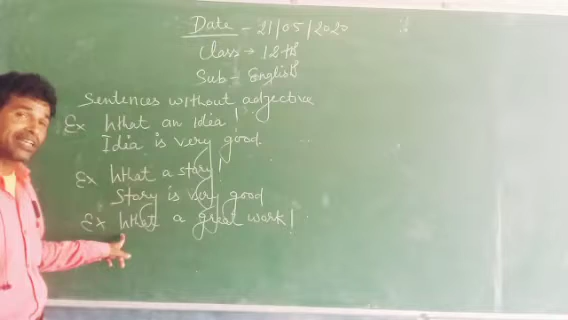 Date - 21/05/2020
Class → 12th
Sub - English
Sentences without adjective
Ex What an idea!
Idea is very good.
Ex What a story!
Story is very good
Ex What a great work!